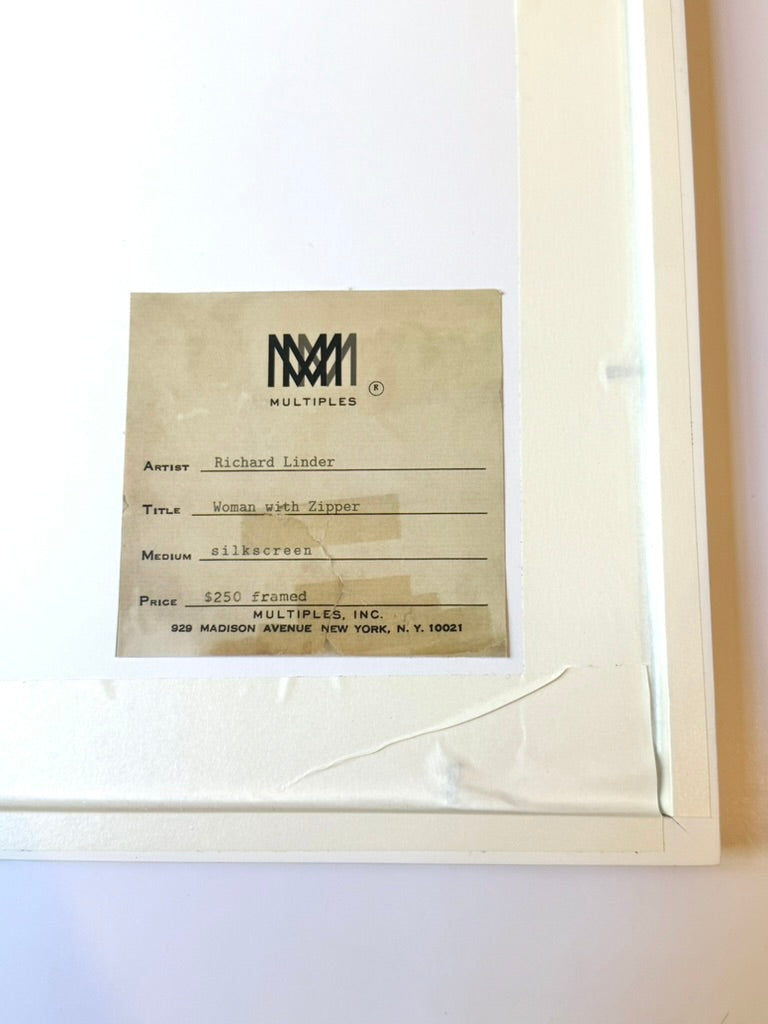 MMM
®
MULTIPLES
ARTIST Richard Linder
TITLE Woman with Zipper
MEDIUM silkscreen
PRICE $250 framed
MULTIPLES, INC.
929 MADISON AVENUE NEW YORK, N. Y. 10021